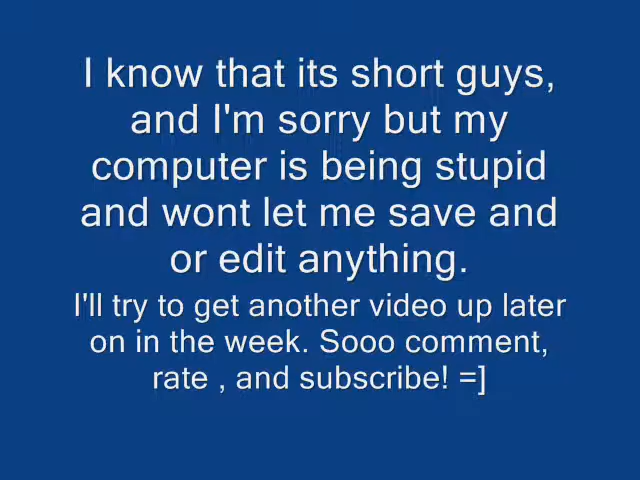 I know that its short guys,
and I'm sorry but my
computer is being stupid
and wont let me save and
or edit anything.
I'll try to get another video up later
on in the week. Sooo comment,
rate , and subscribe! =]